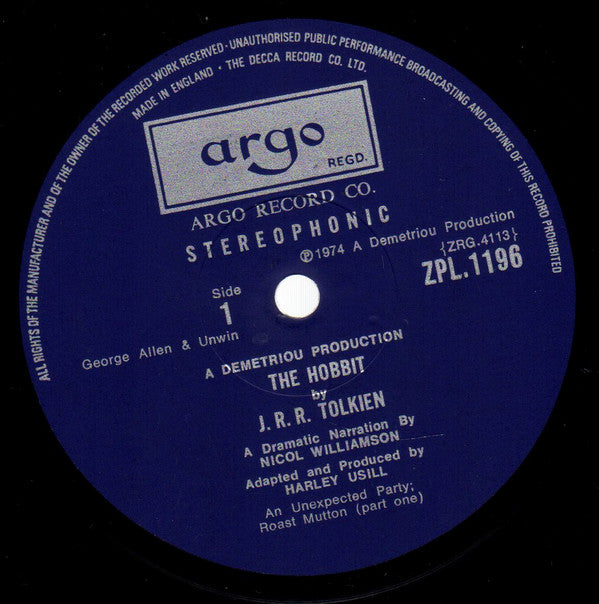 ALL RIGHTS OF THE MANUFACTURER AND OF THE OWNER OF THE RECORDED WORK RESERVED · UNAUTHORISED PUBLIC PERFORMANCE BROADCASTING AND COPYING OF THIS RECORD PROHIBITED
MADE IN ENGLAND · THE DECCA RECORD CO. LTD.
argo
REGD.
ARGO RECORD CO.
STEREOPHONIC
℗1974 A Demetriou Production
{ZRG.4113}
ZPL.1196
Side
1
George Allen & Unwin
A DEMETRIOU PRODUCTION
THE HOBBIT
by
J. R. R. TOLKIEN
A Dramatic Narration By
NICOL WILLIAMSON
Adapted and Produced by
HARLEY USILL
An Unexpected Party;
Roast Mutton (part one)